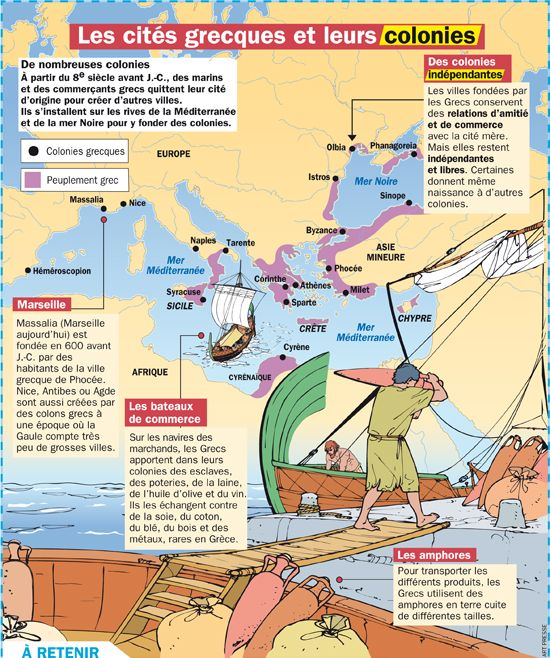 Les cités grecques et leurs colonies
De nombreuses colonies
À partir du 8e siècle avant J.-C., des marins
et des commerçants grecs quittent leur cité
d'origine pour créer d'autres villes.
Ils s'installent sur les rives de la Méditerranée
et de la mer Noire pour y fonder des colonies.
Des colonies
indépendantes
Les villes fondées par
les Grecs conservent
des relations d'amitié
et de commerce
avec la cité mère.
Mais elles restent
indépendantes
et libres. Certaines
donnent même
naissance à d'autres
colonies.
Colonies grecques
Peuplement grec
EUROPE
Olbia
Phanagoreia
Istros
Mer Noire
Sinope
Massalia
Nice
Byzance
Naples
Tarente
ASIE
MINEURE
Mer
Méditerranée
Héméroscopion
Phocée
Corinthe
Athènes
Milet
Syracuse
SICILE
Sparte
CRÈTE
CHYPRE
Mer
Méditerranée
Cyrène
AFRIQUE
CYRÉNAÏQUE
Marseille
Massalia (Marseille
aujourd'hui) est
fondée en 600 avant
J.-C. par des
habitants de la ville
grecque de Phocée.
Nice, Antibes ou Agde
sont aussi créées par
des colons grecs à
une époque où la
Gaule compte très
peu de grosses villes.
Les bateaux
de commerce
Sur les navires des
marchands, les Grecs
apportent dans leurs
colonies des esclaves,
des poteries, de la laine,
de l'huile d'olive et du vin.
Ils les échangent contre
de la soie, du coton,
du blé, du bois et des
métaux, rares en Grèce.
Les amphores
Pour transporter les
différents produits, les
Grecs utilisent des
amphores en terre cuite
de différentes tailles.
ART PRESSE
À RETENIR